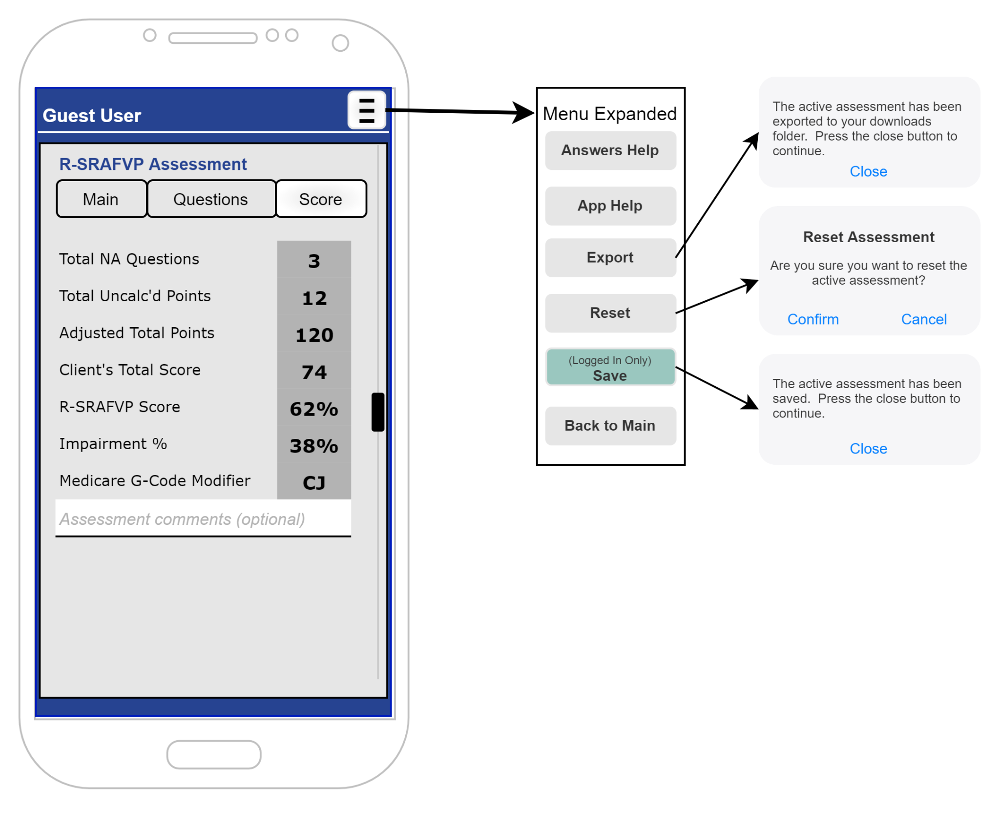 Guest User
R-SRAFVP Assessment
Main
Questions
Score
Total NA Questions
3
Total Uncalc'd Points
12
Adjusted Total Points
120
Client's Total Score
74
R-SRAFVP Score
62%
Impairment %
38%
Medicare G-Code Modifier
CJ
Assessment comments (optional)
Menu Expanded
Answers Help
App Help
Export
Reset
(Logged In Only)
Save
Back to Main
The active assessment has been
exported to your downloads
folder.  Press the close button to
continue.
Close
Reset Assessment
Are you sure you want to reset the
active assessment?
Confirm
Cancel
The active assessment has been
saved.  Press the close button to
continue.
Close